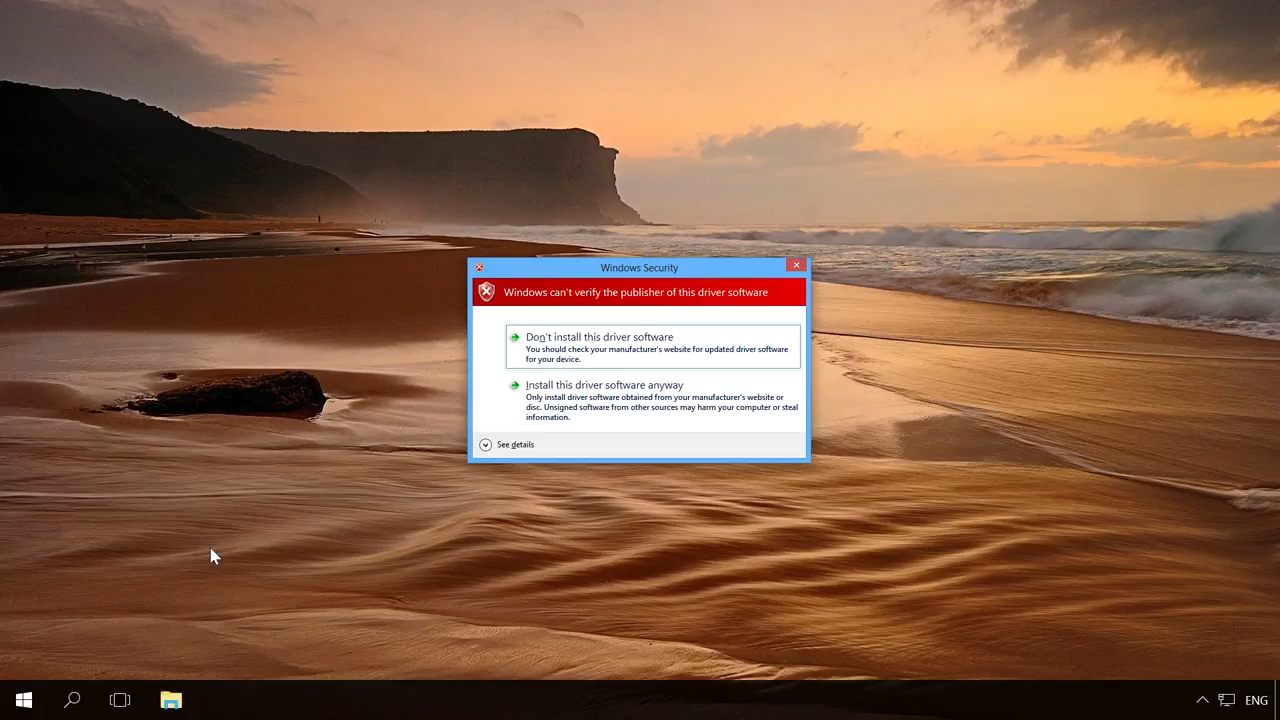 Windows Security
Windows can't verify the publisher of this driver software
Don't install this driver software
You should check your manufacturer's website for updated driver software
for your device.
Install this driver software anyway
Only install driver software obtained from your manufacturer's website or
disc. Unsigned software from other sources may harm your computer or steal
information.
See details
ENG